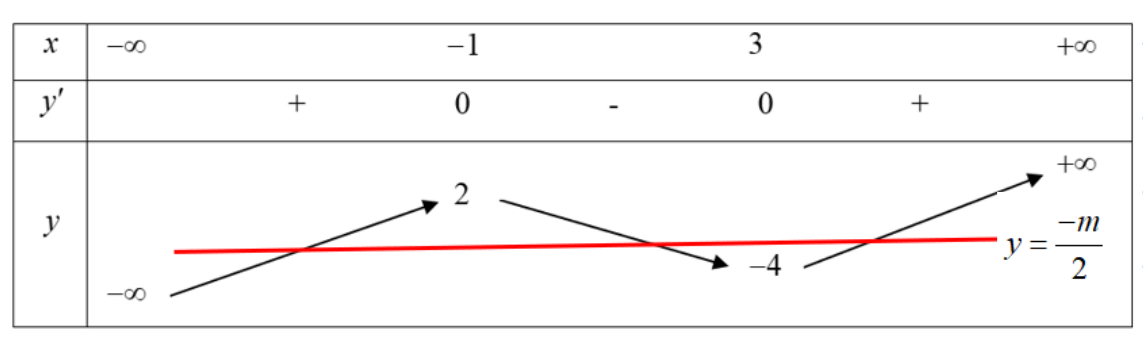 x −∞ −1 3 +∞
y′ + 0 - 0 +
+∞
2
y
y = −m/2
−4
−∞